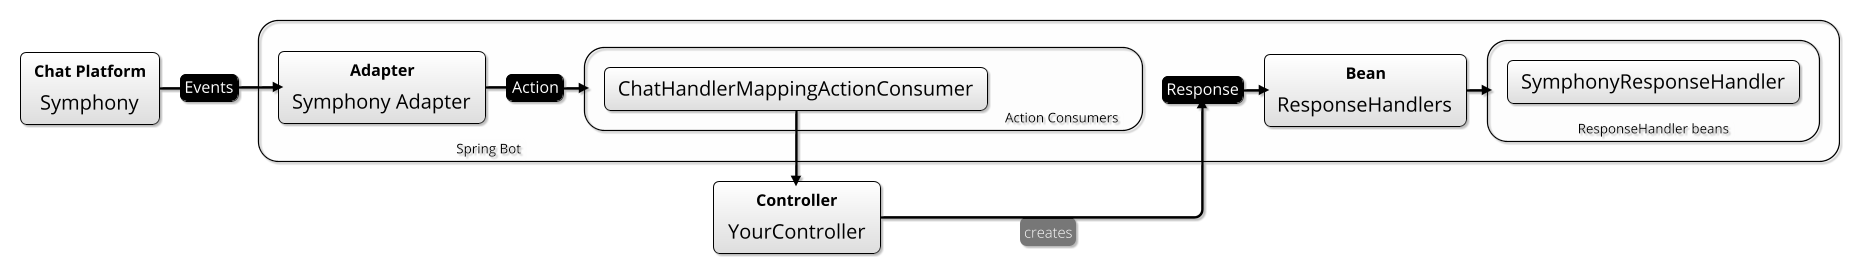 Chat Platform
Symphony
Events
Adapter
Symphony Adapter
Action
ChatHandlerMappingActionConsumer
Action Consumers
Spring Bot
Controller
YourController
creates
Response
Bean
ResponseHandlers
SymphonyResponseHandler
ResponseHandler beans